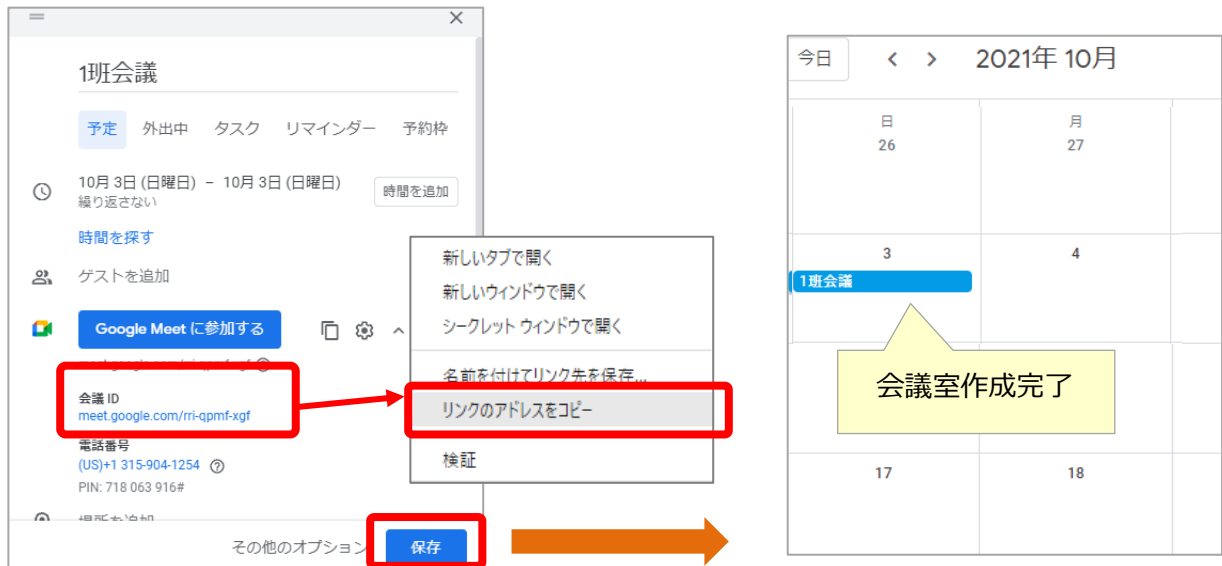 1班会議
予定 外出中 タスク リマインダー 予約枠
10月 3日 (日曜日) – 10月 3日 (日曜日) 時間を追加
繰り返さない
時間を探す
ゲストを追加
Google Meet に参加する
会議 ID
meet.google.com/rri-qpmf-xgf
電話番号
(US)+1 315-904-1254
PIN: 718 063 916#
場所を追加
その他のオプション 保存
新しいタブで開く
新しいウィンドウで開く
シークレット ウィンドウで開く
名前を付けてリンク先を保存...
リンクのアドレスをコピー
検証
今日 < > 2021年 10月
日 月
26 27
3 4
1班会議
会議室作成完了
17 18